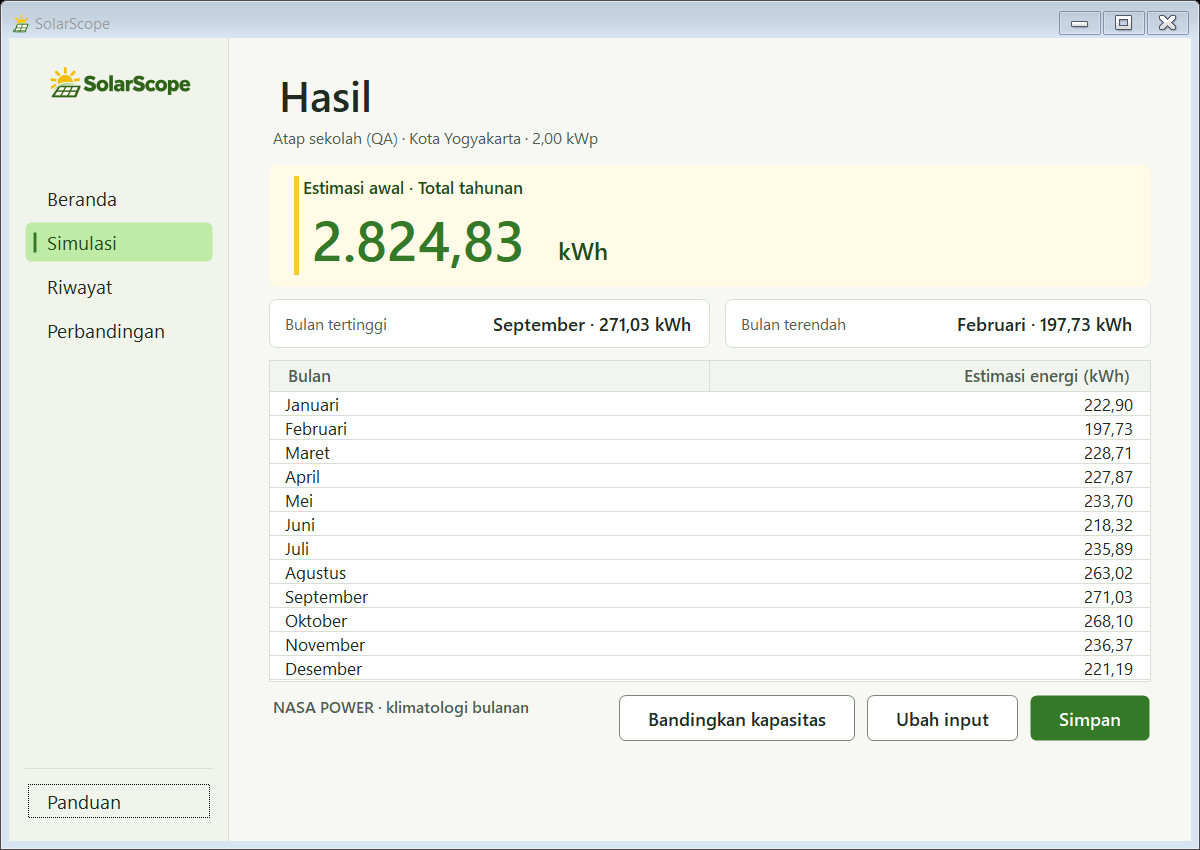 SolarScope
SolarScope
Beranda
Simulasi
Riwayat
Perbandingan
Panduan
Hasil
Atap sekolah (QA) · Kota Yogyakarta · 2,00 kWp
Estimasi awal · Total tahunan
2.824,83 kWh
Bulan tertinggi September · 271,03 kWh
Bulan terendah Februari · 197,73 kWh
Bulan Estimasi energi (kWh)
Januari 222,90
Februari 197,73
Maret 228,71
April 227,87
Mei 233,70
Juni 218,32
Juli 235,89
Agustus 263,02
September 271,03
Oktober 268,10
November 236,37
Desember 221,19
NASA POWER · klimatologi bulanan
Bandingkan kapasitas
Ubah input
Simpan